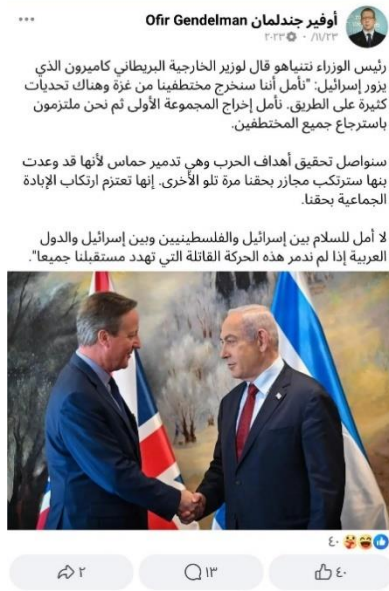 أوفير جندلمان Ofir Gendelman
٢٠٢٣ · /١١/٢٣
رئيس الوزراء نتنياهو قال لوزير الخارجية البريطاني كاميرون الذي
يزور إسرائيل: "نأمل أننا سنخرج مختطفينا من غزة وهناك تحديات
كثيرة على الطريق. نأمل إخراج المجموعة الأولى ثم نحن ملتزمون
باسترجاع جميع المختطفين.
سنواصل تحقيق أهداف الحرب وهي تدمير حماس لأنها قد وعدت
بنها سترتكب مجازر بحقنا مرة تلو الأخرى. إنها تعتزم ارتكاب الإبادة
الجماعية بحقنا.
لا أمل للسلام بين إسرائيل والفلسطينيين وبين إسرائيل والدول
العربية إذا لم ندمر هذه الحركة القاتلة التي تهدد مستقبلنا جميعا".
٤٠
٤٠ ١٣ ٢